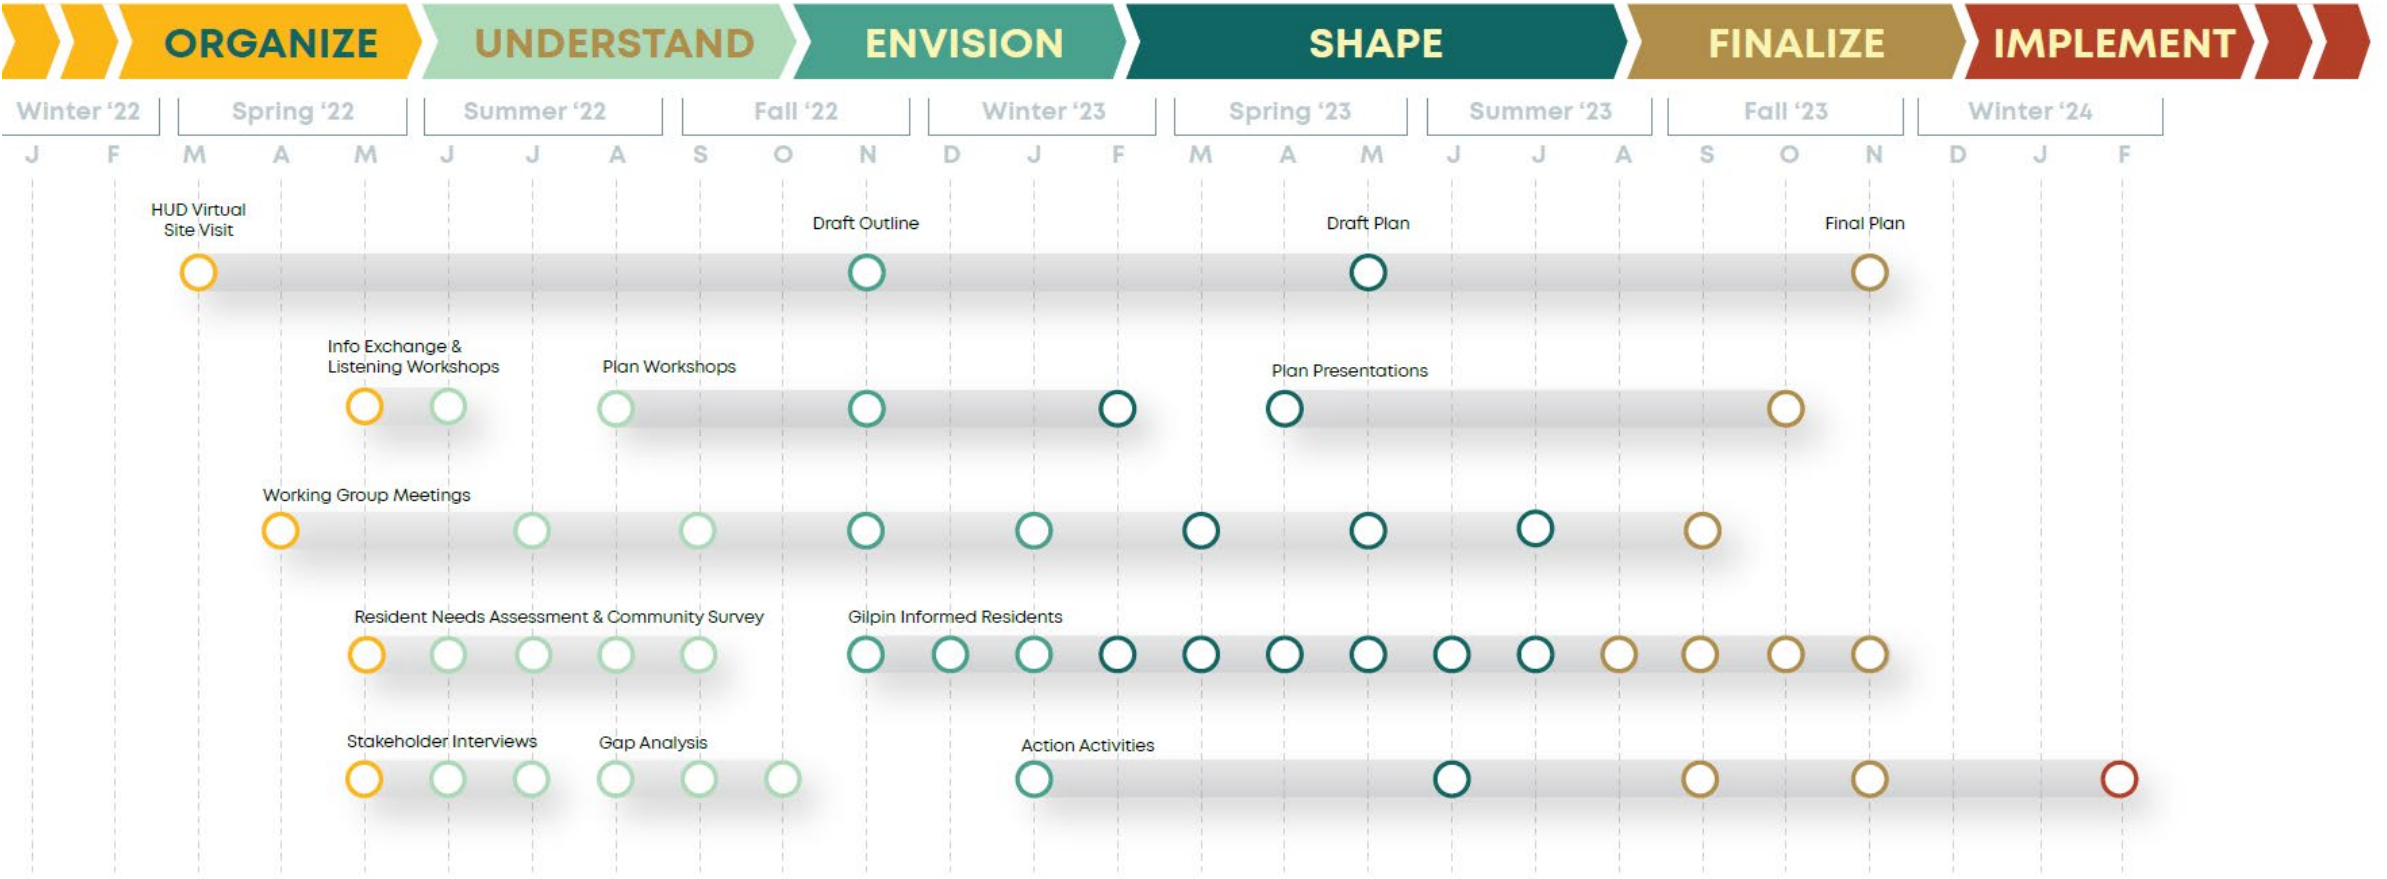 ORGANIZE UNDERSTAND ENVISION SHAPE FINALIZE IMPLEMENT
Winter ‘22 Spring ‘22 Summer ‘22 Fall ‘22 Winter ‘23 Spring ‘23 Summer ‘23 Fall ‘23 Winter ‘24
J F M A M J J A S O N D J F M A M J J A S O N D J F
HUD Virtual
Site Visit
Draft Outline
Draft Plan
Final Plan
Info Exchange &
Listening Workshops
Plan Workshops
Plan Presentations
Working Group Meetings
Resident Needs Assessment & Community Survey
Gilpin Informed Residents
Stakeholder Interviews
Gap Analysis
Action Activities